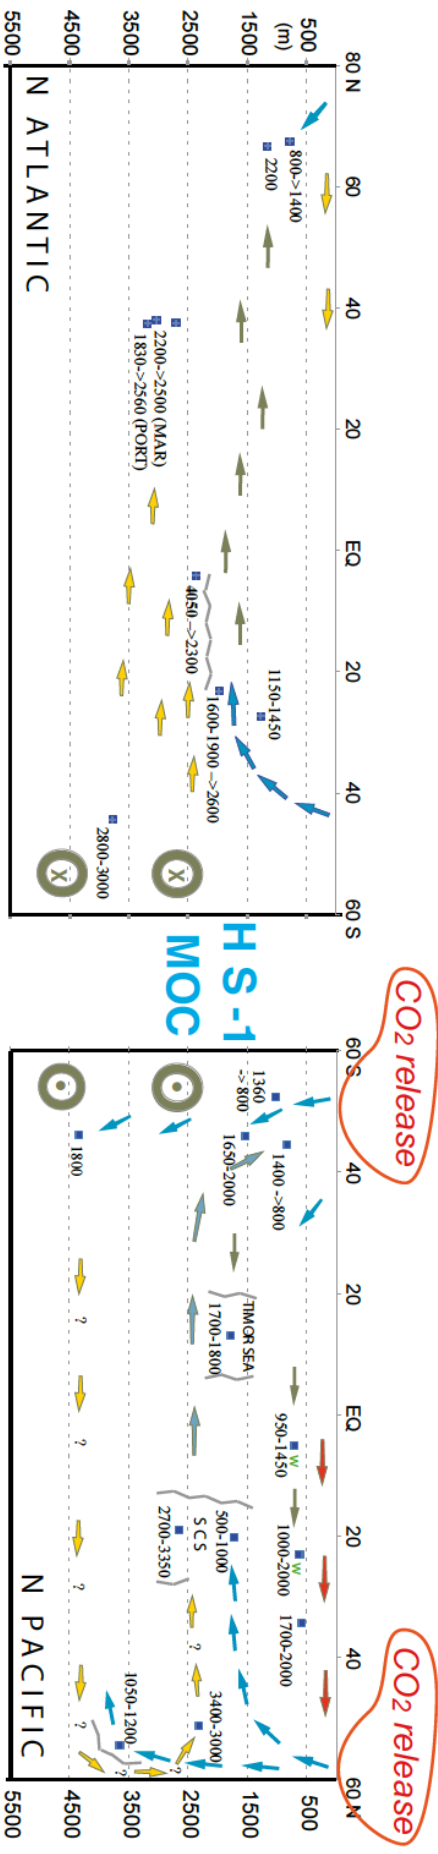 CO2 release
CO2 release
80 N
60
40
20
EQ
20
40
60 S
60 S
40
20
EQ
20
40
60 N
500
(m)
1500
2500
3500
4500
5500
800->1400
2200
2200->2500 (MAR)
1830->2560 (PORT)
4050 -->2300
1150-1450
1600-1900 -->2600
2800-3000
X
X
N ATLANTIC
HS-1
MOC
1360
-> 800
1400 ->800
1650-2000
1800
TIMOR SEA
1700-1800
950-1450
w
1000-2000
w
1700-2000
500-1000
S C S
2700-3350
3400-3000
1050-1200
?
?
?
?
?
?
?
N PACIFIC
500
1500
2500
3500
4500
5500